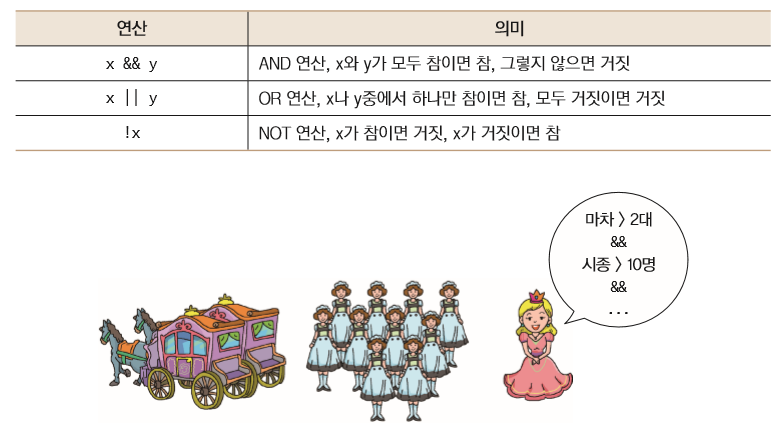 연산 의미
x && y AND 연산, x와 y가 모두 참이면 참, 그렇지 않으면 거짓
x || y OR 연산, x나 y중에서 하나만 참이면 참, 모두 거짓이면 거짓
!x NOT 연산, x가 참이면 거짓, x가 거짓이면 참
마차 > 2대
&&
시종 > 10명
&&
...